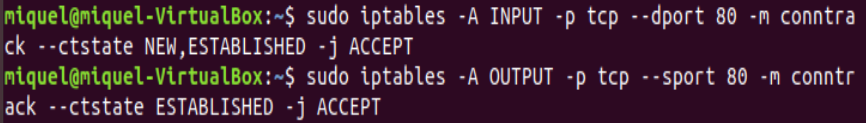 miquel@miquel-VirtualBox:~$ sudo iptables -A INPUT -p tcp --dport 80 -m conntra
ck --ctstate NEW,ESTABLISHED -j ACCEPT
miquel@miquel-VirtualBox:~$ sudo iptables -A OUTPUT -p tcp --sport 80 -m conntr
ack --ctstate ESTABLISHED -j ACCEPT